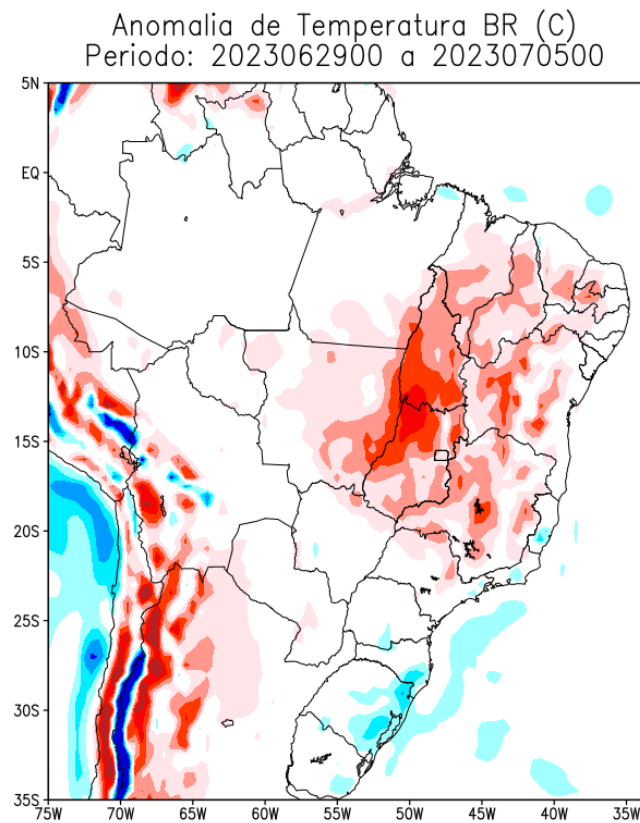 Anomalia de Temperatura BR (C)
Periodo: 2023062900 a 2023070500
5N
EQ
5S
10S
15S
20S
25S
30S
35S
75W 70W 65W 60W 55W 50W 45W 40W 35W